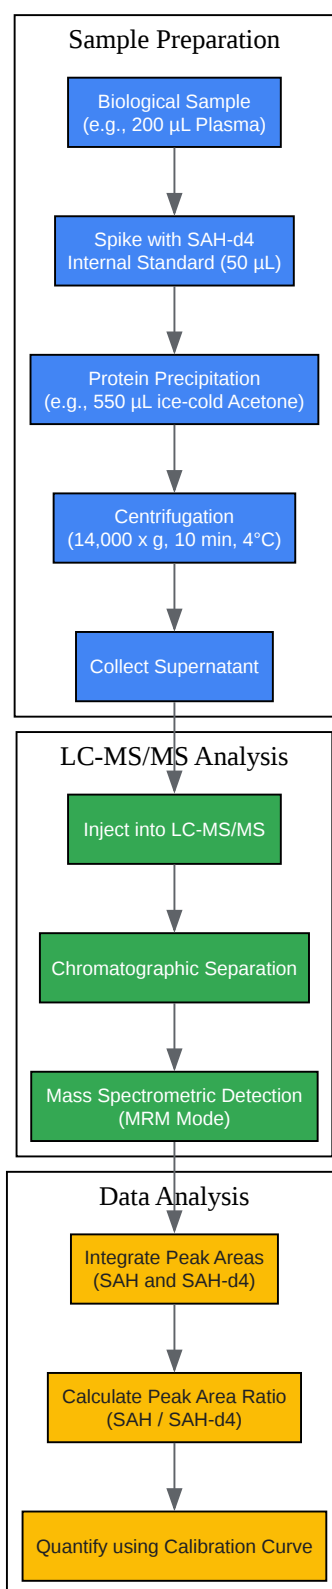 Sample Preparation
Biological Sample
(e.g., 200 µL Plasma)
Spike with SAH-d4
Internal Standard (50 µL)
Protein Precipitation
(e.g., 550 µL ice-cold Acetone)
Centrifugation
(14,000 x g, 10 min, 4°C)
Collect Supernatant
LC-MS/MS Analysis
Inject into LC-MS/MS
Chromatographic Separation
Mass Spectrometric Detection
(MRM Mode)
Data Analysis
Integrate Peak Areas
(SAH and SAH-d4)
Calculate Peak Area Ratio
(SAH / SAH-d4)
Quantify using Calibration Curve